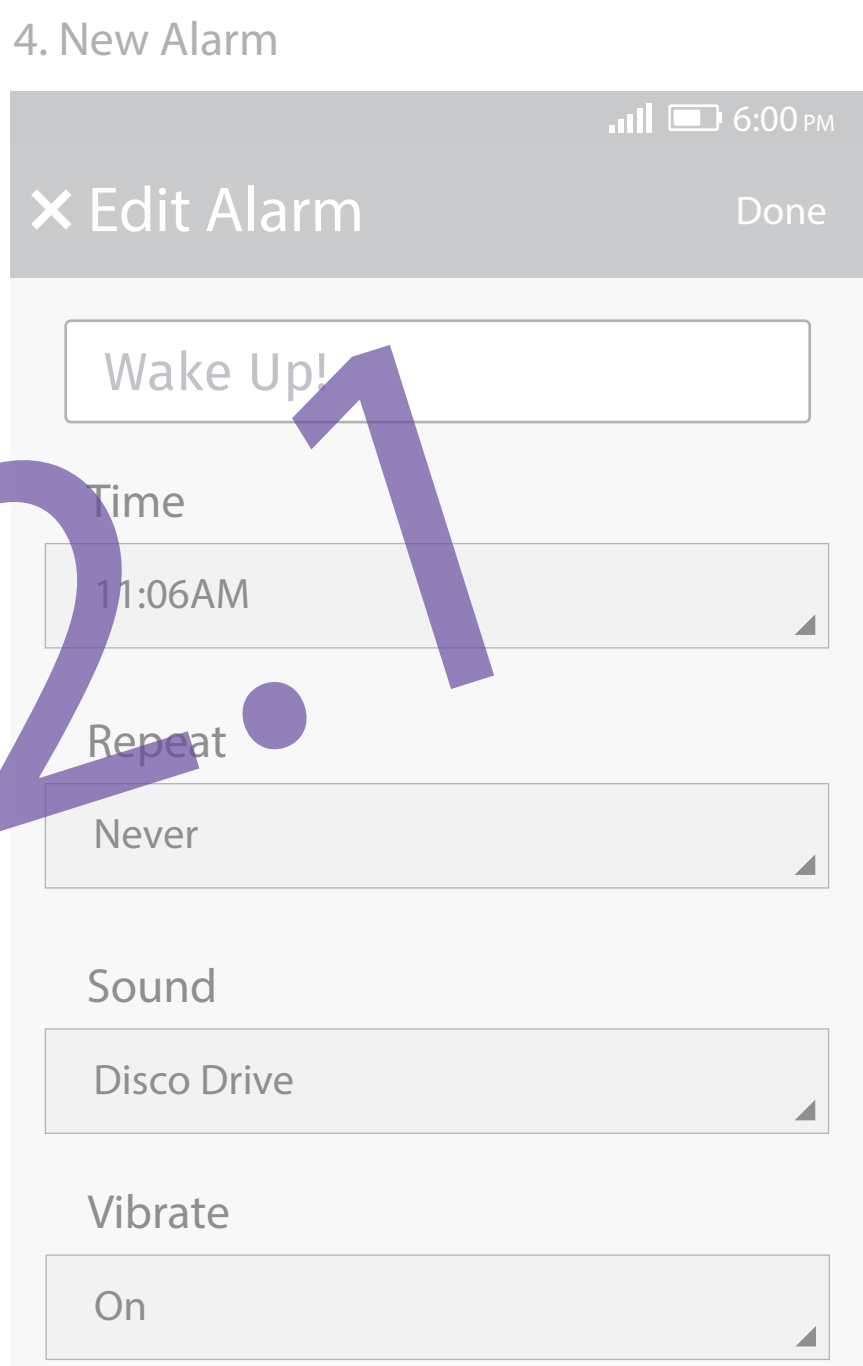 4. New Alarm
6:00 PM
Edit Alarm
Done
Wake Up!
2.1
Time
11:06AM
Repeat
Never
Sound
Disco Drive
Vibrate
On